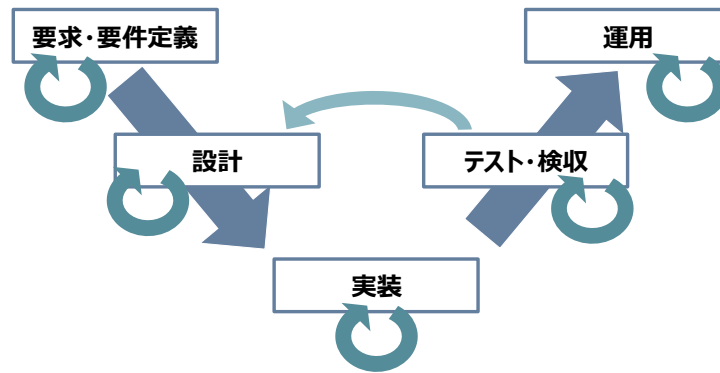 要求・要件定義
運用
設計
テスト・検収
実装